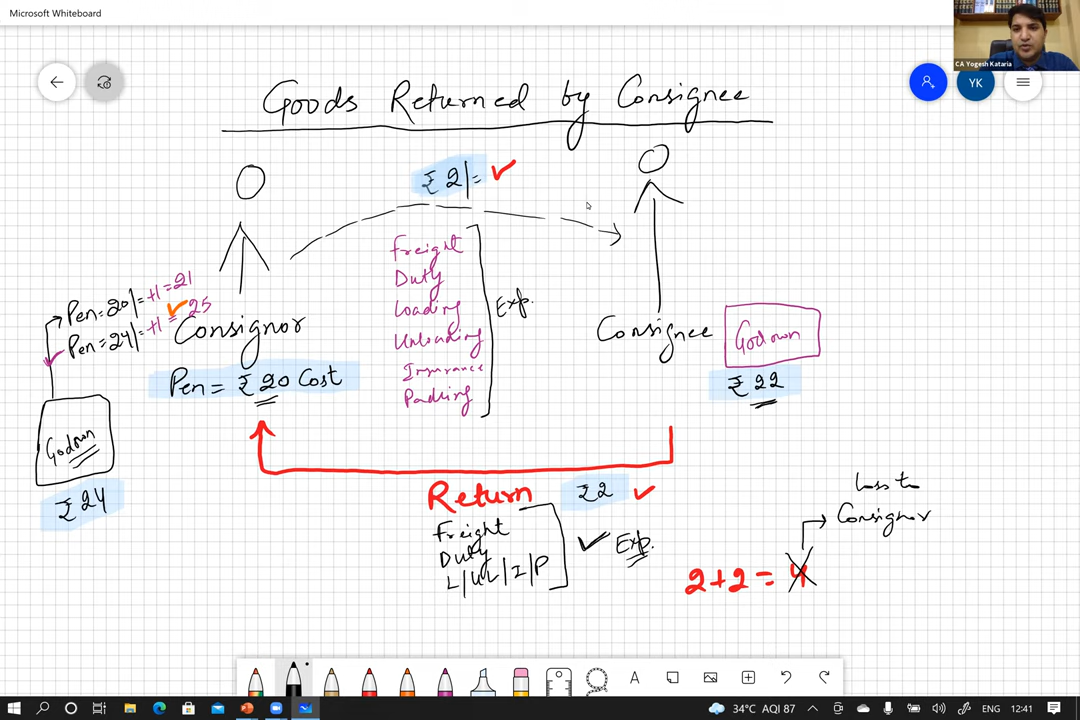 Microsoft Whiteboard
CA Yogesh Kataria
YK
Goods Returned by Consignee
₹2/= ✓
Freight
Duty
Loading
Unloading
Insurance
Packing
Exp.
Pen=20/= +1=21
Pen=24/= +1= 25
Consignor
Pen = ₹20 Cost
Godown
₹24
Consignee
Godown
₹22
Return ₹2 ✓
Freight
Duty
L/UL/I/P
✓ Exp.
Loss to
Consignor
2+2=4
34°C AQI 87
ENG
12:41